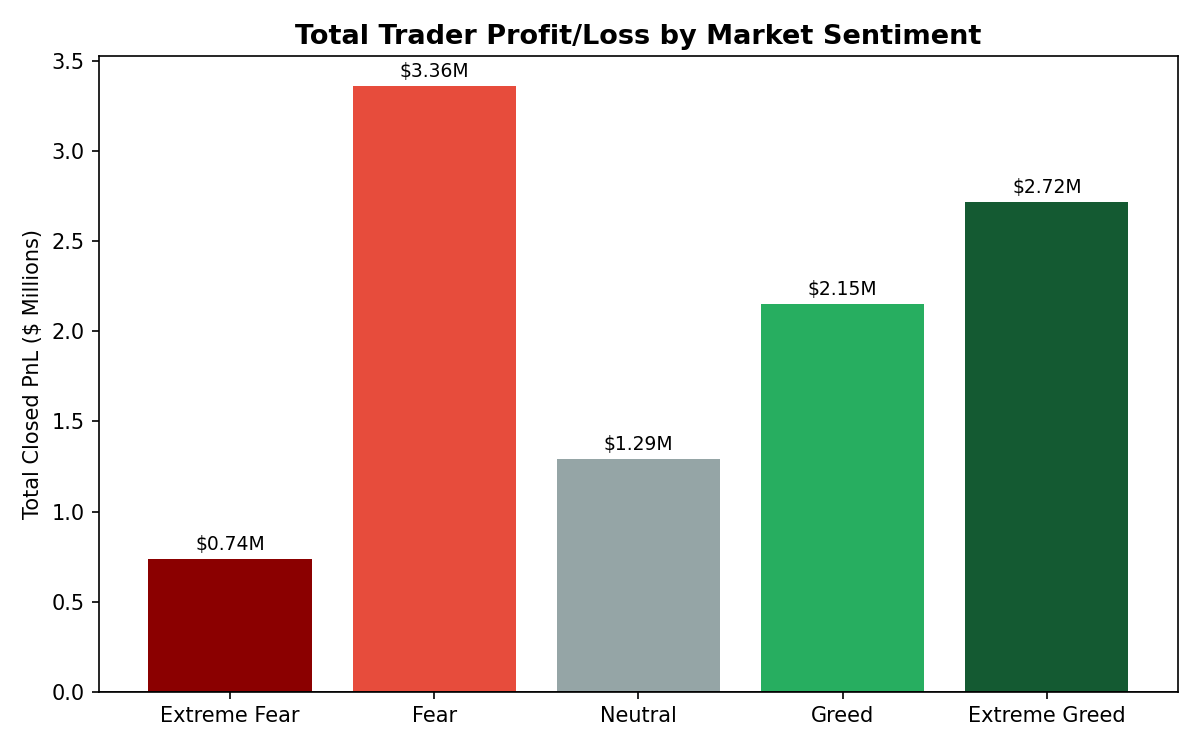 Total Trader Profit/Loss by Market Sentiment
Total Closed PnL ($ Millions)
3.5
3.0
2.5
2.0
1.5
1.0
0.5
0.0
$0.74M
$3.36M
$1.29M
$2.15M
$2.72M
Extreme Fear
Fear
Neutral
Greed
Extreme Greed